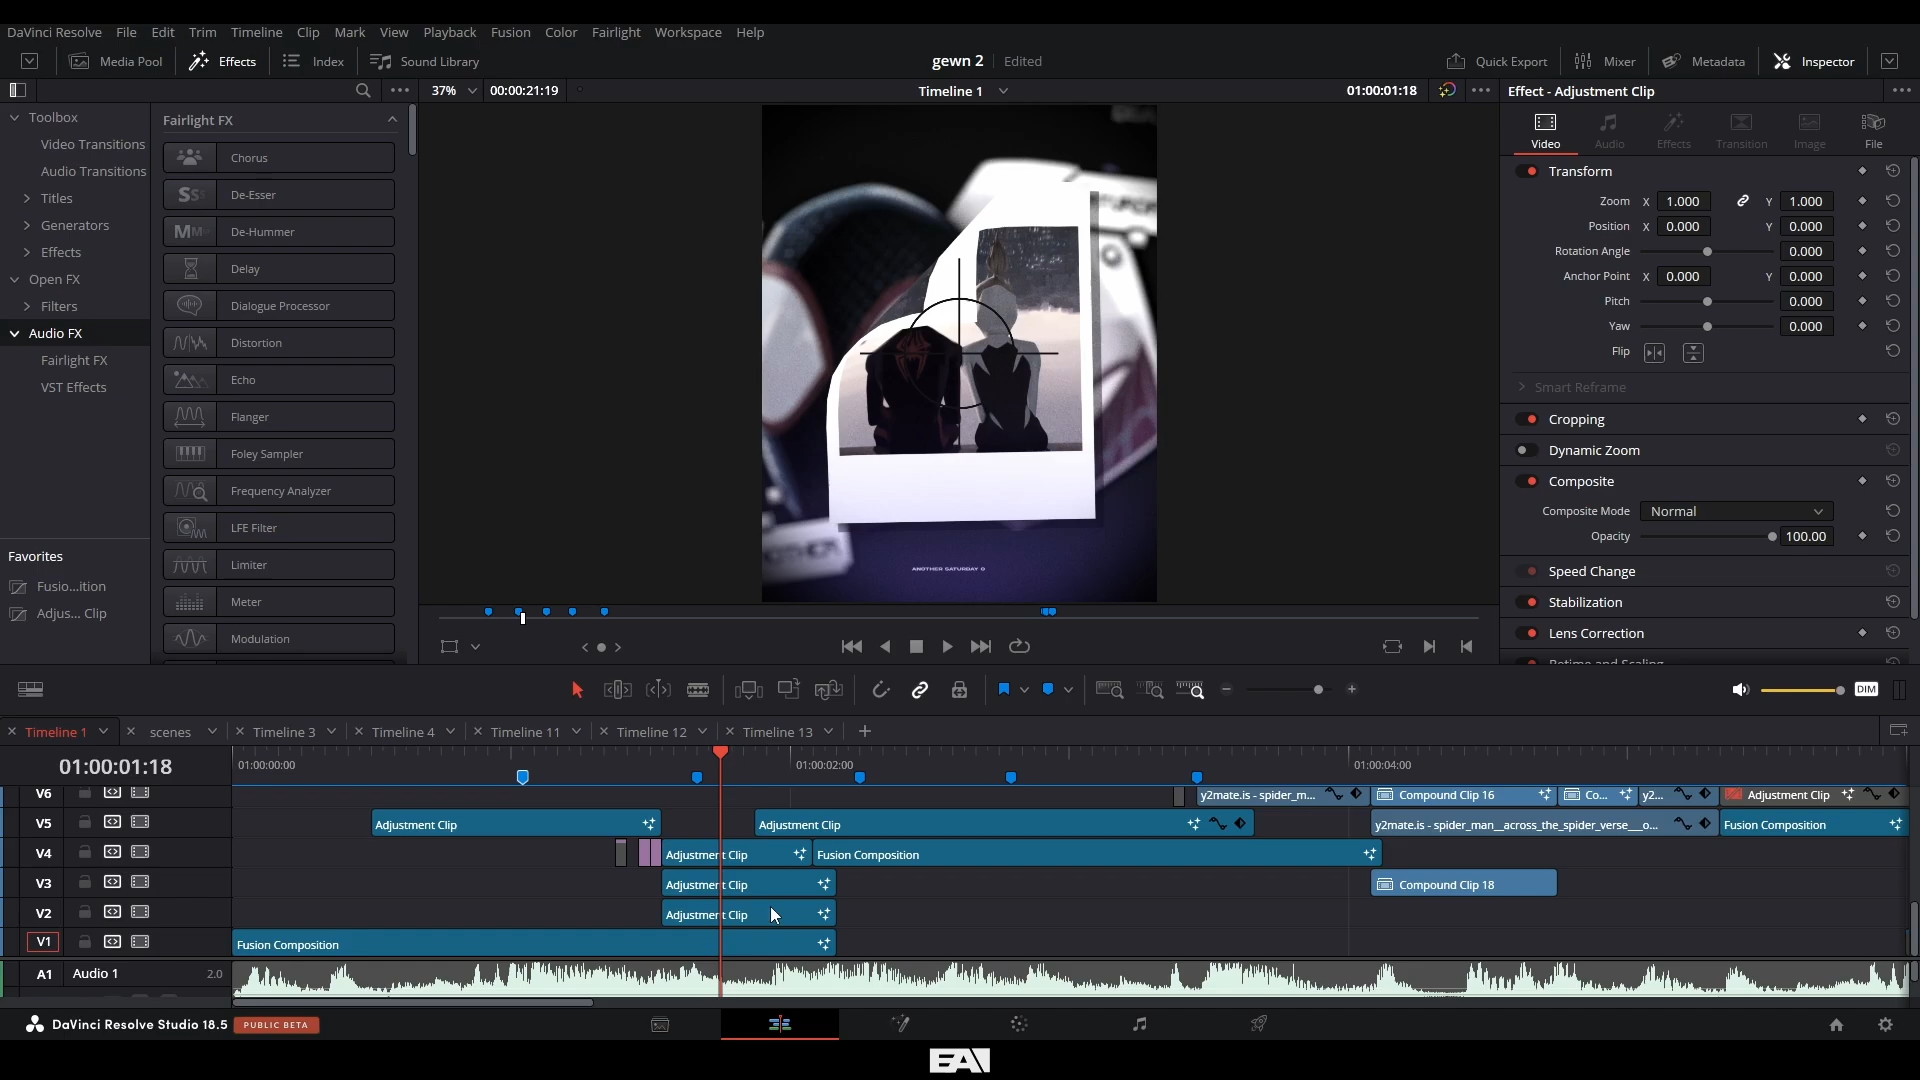 DaVinci Resolve File Edit Trim Timeline Clip Mark View Playback Fusion Color Fairlight Workspace Help
Media Pool Effects Index Sound Library gewn 2 Edited Quick Export Mixer Metadata Inspector
37% 00:00:21:19 Timeline 1 01:00:01:18 Effect - Adjustment Clip
Toolbox
Video Transitions
Audio Transitions
Titles
Generators
Effects
Open FX
Filters
Audio FX
Fairlight FX
VST Effects
Favorites
Fusio...ition
Adjus... Clip
Fairlight FX
Chorus
De-Esser
De-Hummer
Delay
Dialogue Processor
Distortion
Echo
Flanger
Foley Sampler
Frequency Analyzer
LFE Filter
Limiter
Meter
Modulation
ANOTHER SATURDAY
Video Audio Effects Transition Image File
Transform
Zoom X 1.000 Y 1.000
Position X 0.000 Y 0.000
Rotation Angle 0.000
Anchor Point X 0.000 Y 0.000
Pitch 0.000
Yaw 0.000
Flip
Smart Reframe
Cropping
Dynamic Zoom
Composite
Composite Mode Normal
Opacity 100.00
Speed Change
Stabilization
Lens Correction
Retime and Scaling
DIM
Timeline 1 scenes Timeline 3 Timeline 4 Timeline 11 Timeline 12 Timeline 13
01:00:01:18 01:00:00:00 01:00:02:00 01:00:04:00
V6 y2mate.is - spider_m... Compound Clip 16 Co... y2... Adjustment Clip
V5 Adjustment Clip Adjustment Clip y2mate.is - spider_man__across_the_spider_verse___o... Fusion Composition
V4 Adjustment Clip Fusion Composition
V3 Adjustment Clip Compound Clip 18
V2 Adjustment Clip
V1 Fusion Composition
A1 Audio 1 2.0
DaVinci Resolve Studio 18.5 PUBLIC BETA